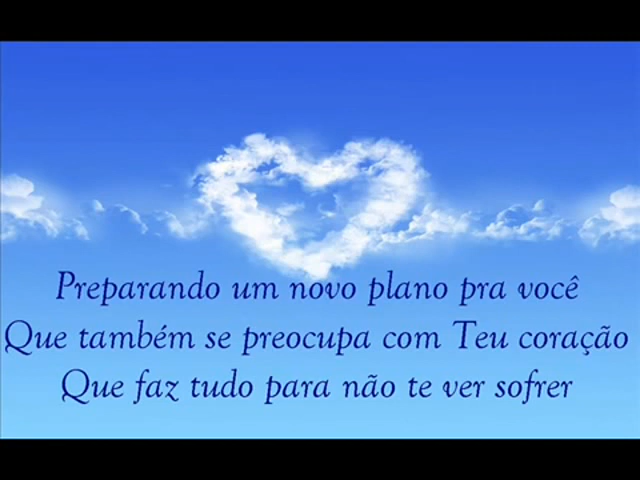 Preparando um novo plano pra você
Que também se preocupa com Teu coração
Que faz tudo para não te ver sofrer